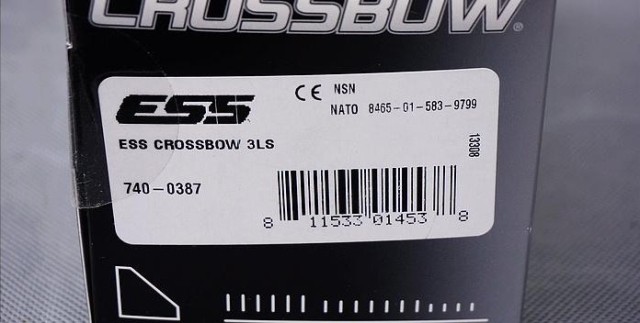 CROSSBOW®
ESS
CE NSN
NATO 8465-01-583-9799
ESS CROSSBOW 3LS
13308
740-0387
8 11533 01453 8